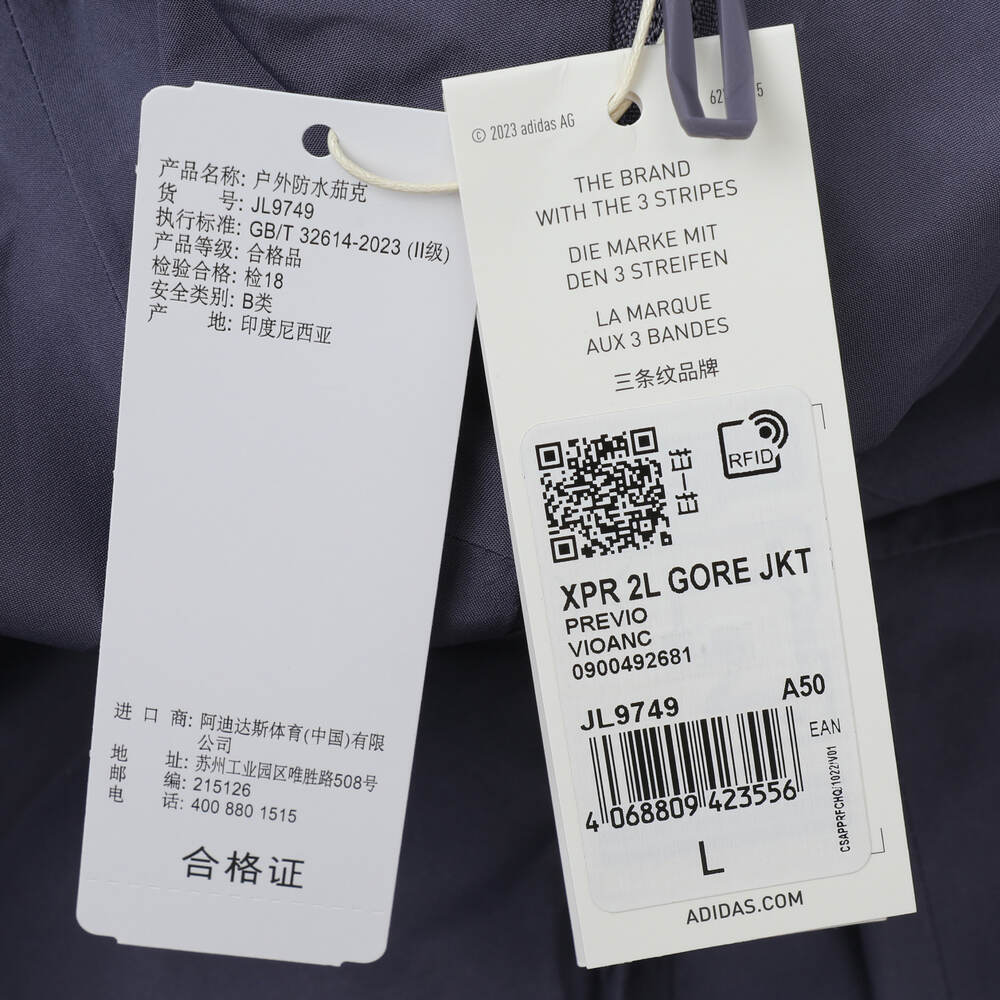 产品名称: 户外防水茄克
货 号: JL9749
执行标准: GB/T 32614-2023 (II级)
产品等级: 合格品
检验合格: 检18
安全类别: B类
产 地: 印度尼西亚
进 口 商: 阿迪达斯体育(中国)有限
公司
地 址: 苏州工业园区唯胜路508号
邮 编: 215126
电 话: 400 880 1515
合格证
© 2023 adidas AG
THE BRAND
WITH THE 3 STRIPES
DIE MARKE MIT
DEN 3 STREIFEN
LA MARQUE
AUX 3 BANDES
三条纹品牌
RFID
XPR 2L GORE JKT
PREVIO
VIOANC
0900492681
JL9749 A50
EAN
4 068809 423556
CSAPPRFCHQ/1022/V01
L
ADIDAS.COM